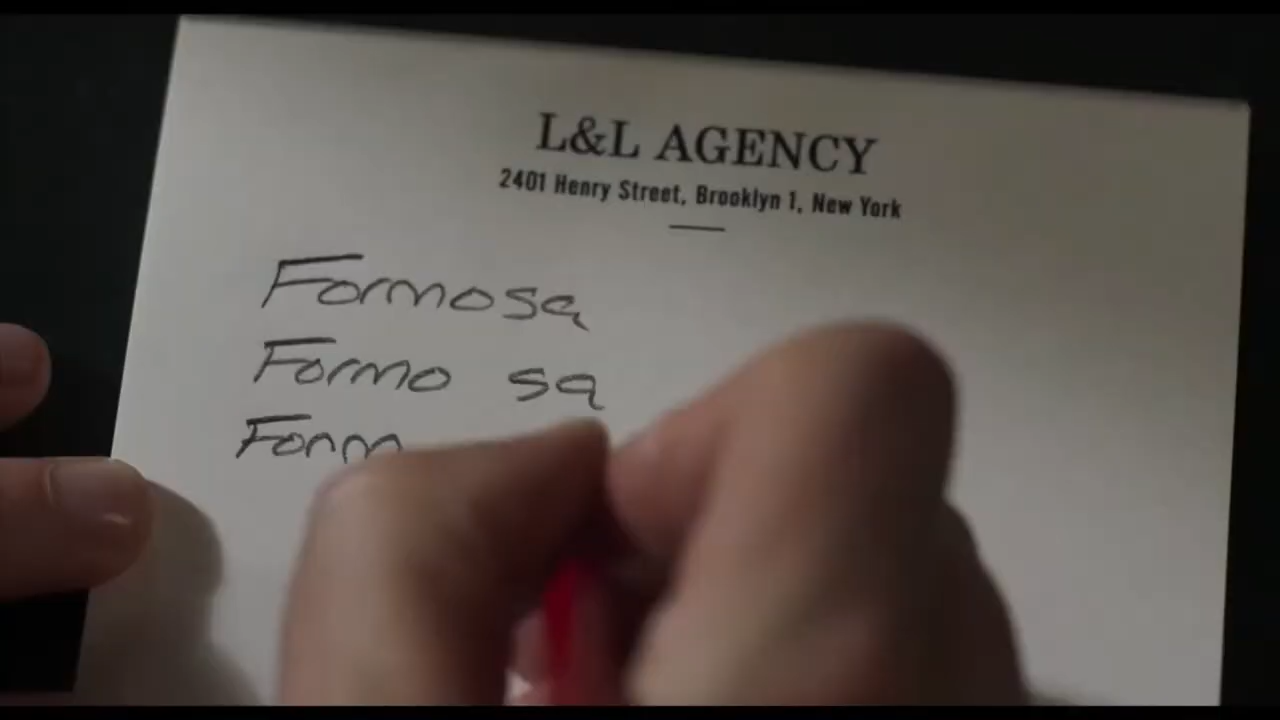 L&L AGENCY
2401 Henry Street, Brooklyn 1, New York
Formosa
Formo sa
Form